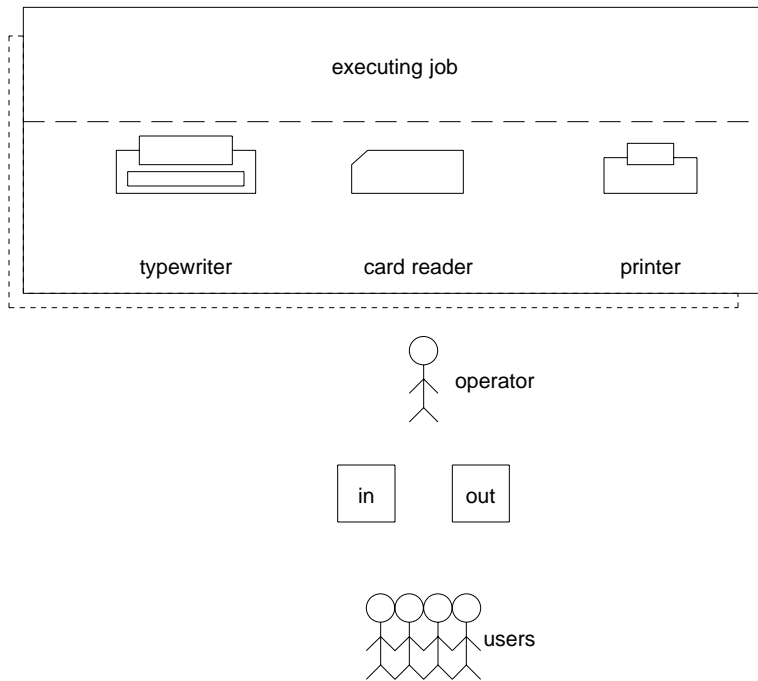 executing job
typewriter
card reader
printer
operator
in
out
users